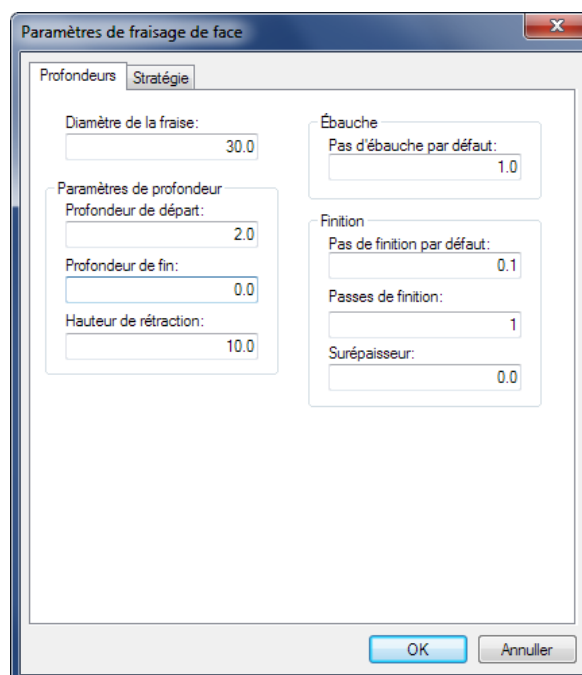 Paramètres de fraisage de face
Profondeurs Stratégie
Diamètre de la fraise:
30.0
Paramètres de profondeur
Profondeur de départ:
2.0
Profondeur de fin:
0.0
Hauteur de rétraction:
10.0
Ébauche
Pas d'ébauche par défaut:
1.0
Finition
Pas de finition par défaut:
0.1
Passes de finition:
1
Surépaisseur:
0.0
OK Annuller